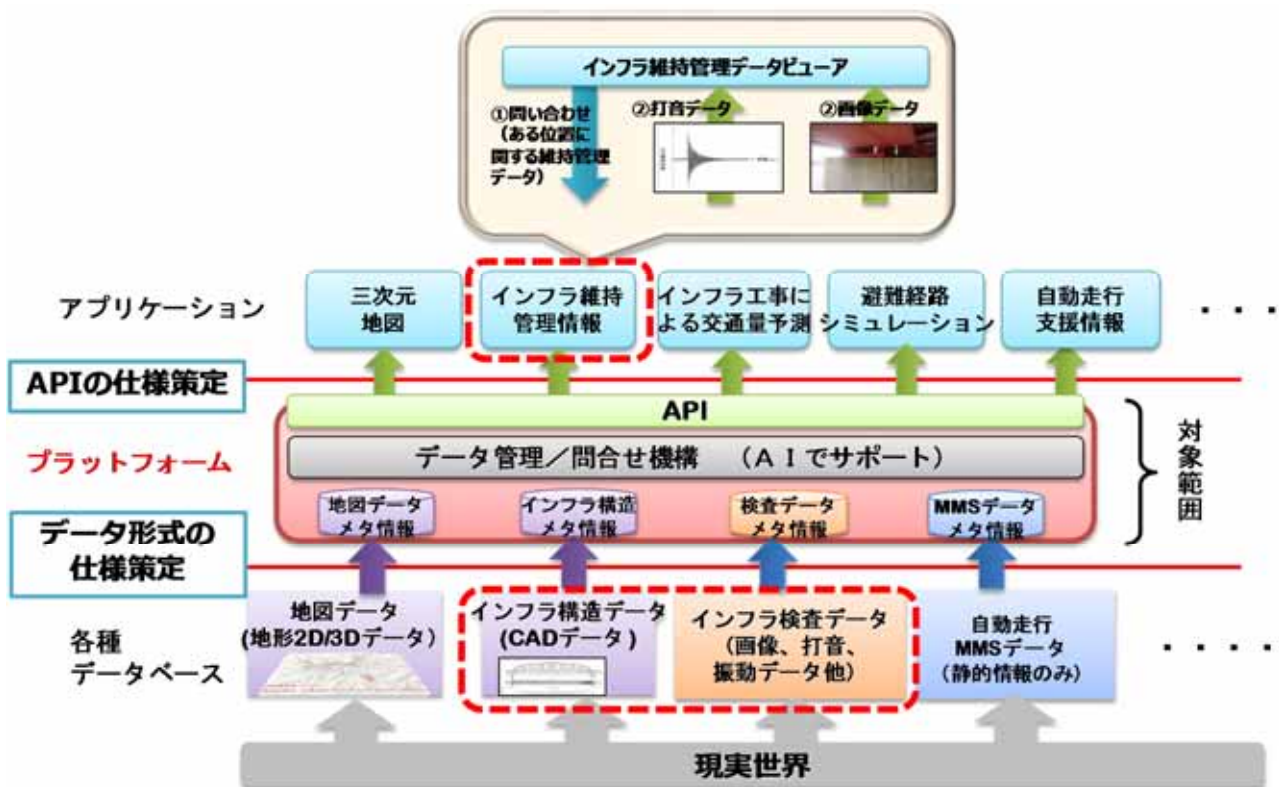 インフラ維持管理データビューア
①問い合わせ
（ある位置に
関する維持管理
データ）
②打音データ
②画像データ
アプリケーション
三次元
地図
インフラ維持
管理情報
インフラ工事に
よる交通量予測
避難経路
シミュレーション
自動走行
支援情報
・・・・
APIの仕様策定
API
プラットフォーム
データ管理／問合せ機構　（ＡＩでサポート）
対象範囲
地図データ
メタ情報
インフラ構造
メタ情報
検査データ
メタ情報
MMSデータ
メタ情報
データ形式の
仕様策定
各種
データベース
地図データ
(地形2D/3Dデータ)
インフラ構造データ
(CADデータ)
インフラ検査データ
(画像、打音、
振動データ他)
自動走行
MMSデータ
(静的情報のみ)
・・・・
現実世界